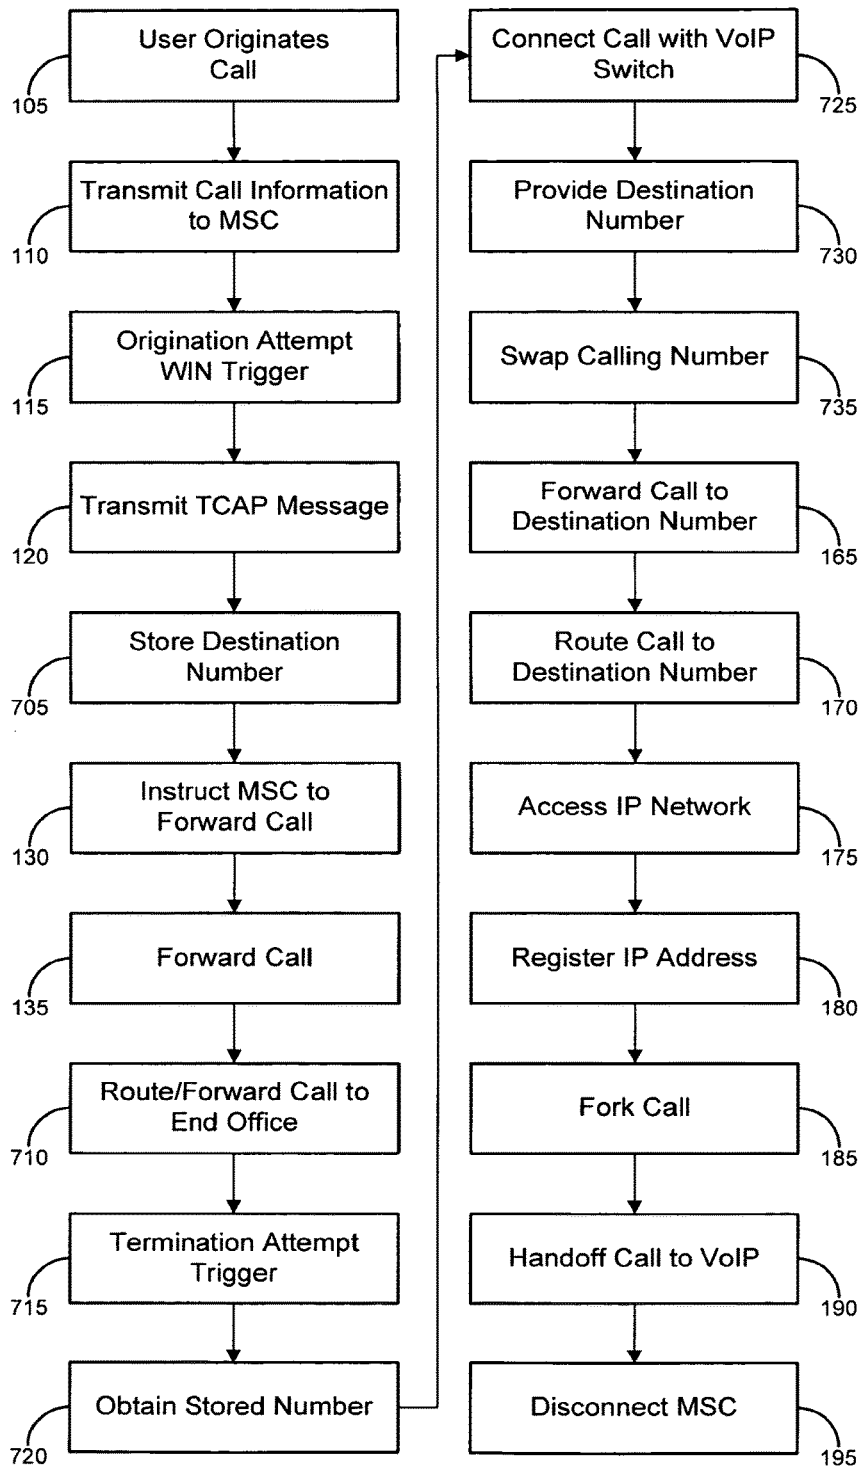 User Originates
Call
105
Transmit Call Information
to MSC
110
Origination Attempt
WIN Trigger
115
Transmit TCAP Message
120
Store Destination
Number
705
Instruct MSC to
Forward Call
130
Forward Call
135
Route/Forward Call to
End Office
710
Termination Attempt
Trigger
715
Obtain Stored Number
720
Connect Call with VoIP
Switch
725
Provide Destination
Number
730
Swap Calling Number
735
Forward Call to
Destination Number
165
Route Call to
Destination Number
170
Access IP Network
175
Register IP Address
180
Fork Call
185
Handoff Call to VoIP
190
Disconnect MSC
195